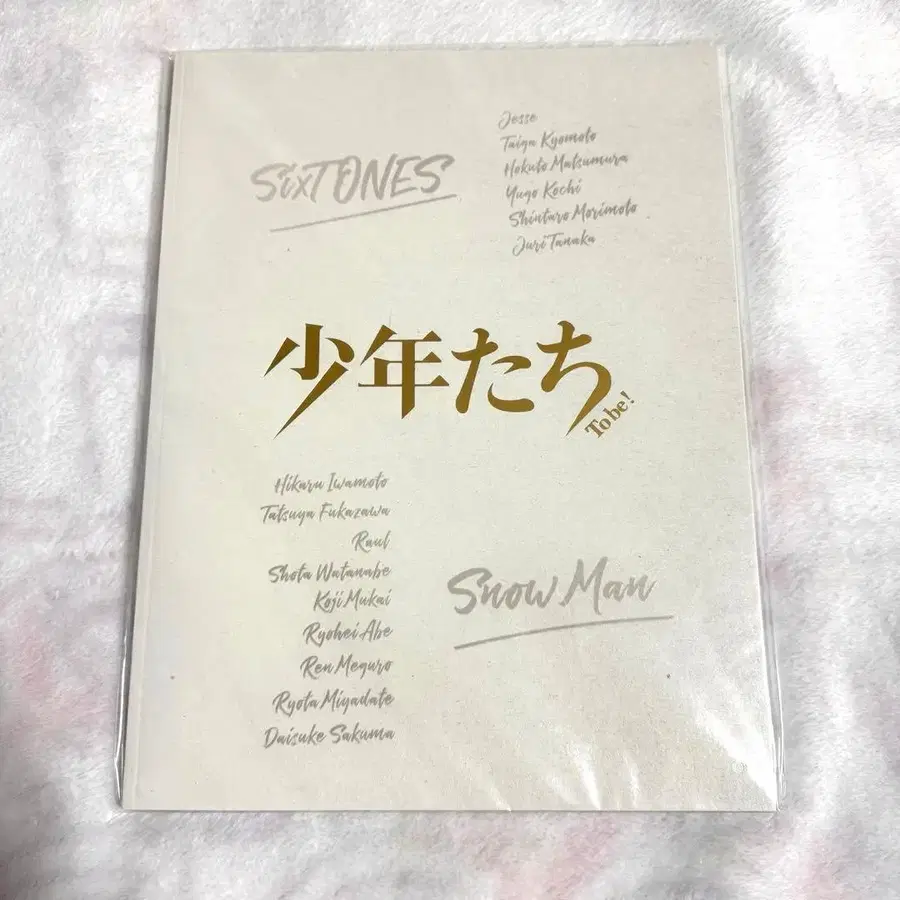 SixTONES
Jesse
Taiga Kyomoto
Hokuto Matsumura
Yugo Kochi
Shintaro Morimoto
Juri Tanaka
少年たち
To be!
Hikaru Iwamoto
Tatsuya Fukazawa
Raul
Shota Watanabe
Koji Mukai
Ryohei Abe
Ren Meguro
Ryota Miyadate
Daisuke Sakuma
Snow Man